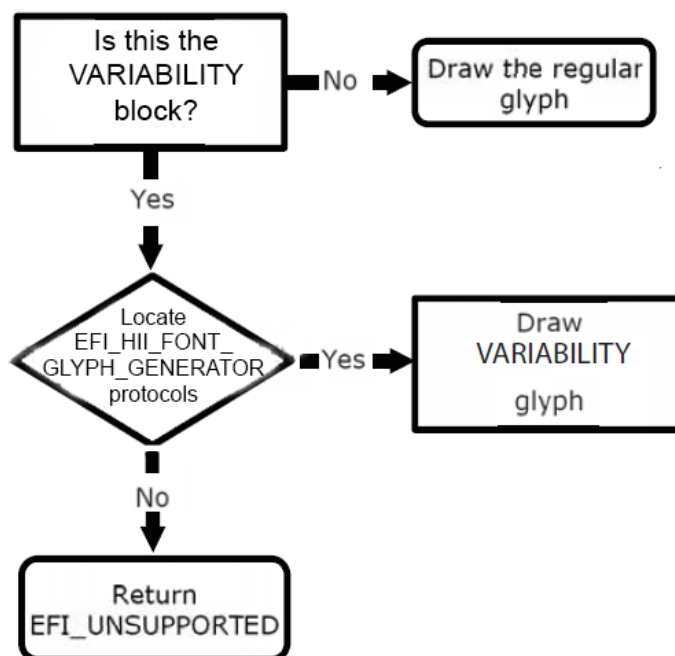 Is this the
VARIABILITY
block?
No
Draw the regular
glyph
Yes
Locate
EFI_HII_FONT_
GLYPH_GENERATOR
protocols
Yes
Draw
VARIABILITY
glyph
No
Return
EFI_UNSUPPORTED